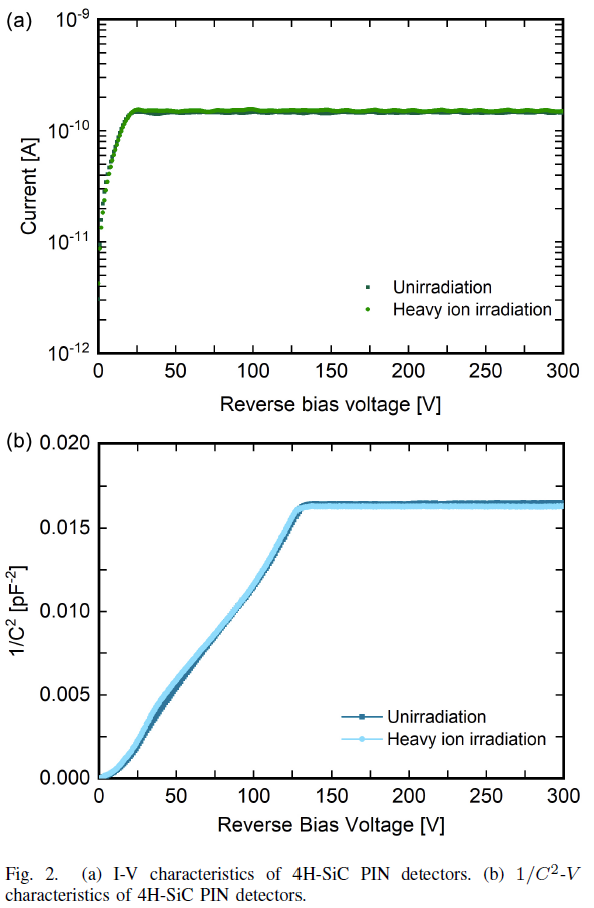 (a)
10⁻⁹
10⁻¹⁰
10⁻¹¹
10⁻¹²
Current [A]
Unirradiation
Heavy ion irradiation
0 50 100 150 200 250 300
Reverse bias voltage [V]
(b)
0.020
0.015
0.010
0.005
0.000
1/C² [pF⁻²]
Unirradiation
Heavy ion irradiation
0 50 100 150 200 250 300
Reverse Bias Voltage [V]
Fig. 2. (a) I-V characteristics of 4H-SiC PIN detectors. (b) 1/C²-V
characteristics of 4H-SiC PIN detectors.